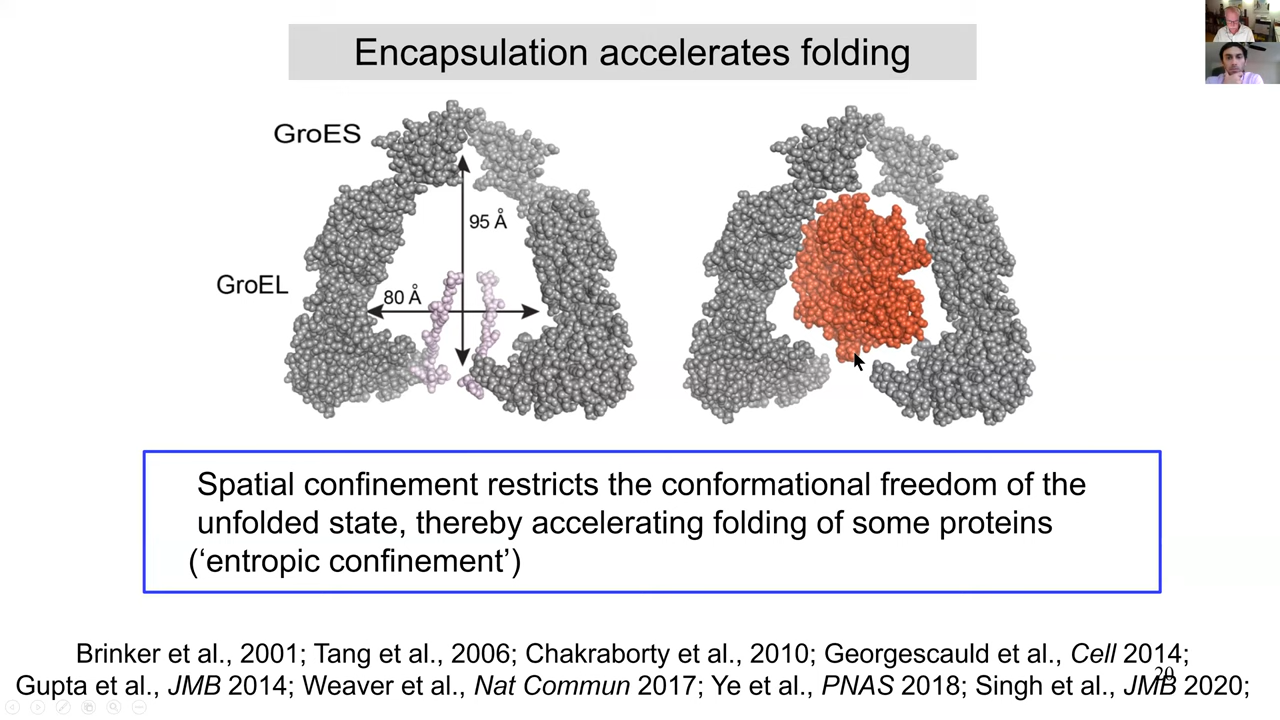 Encapsulation accelerates folding
GroES
95 Å
GroEL
80 Å
Spatial confinement restricts the conformational freedom of the
unfolded state, thereby accelerating folding of some proteins
(‘entropic confinement’)
Brinker et al., 2001; Tang et al., 2006; Chakraborty et al., 2010; Georgescauld et al., Cell 2014;
20
Gupta et al., JMB 2014; Weaver et al., Nat Commun 2017; Ye et al., PNAS 2018; Singh et al., JMB 2020;